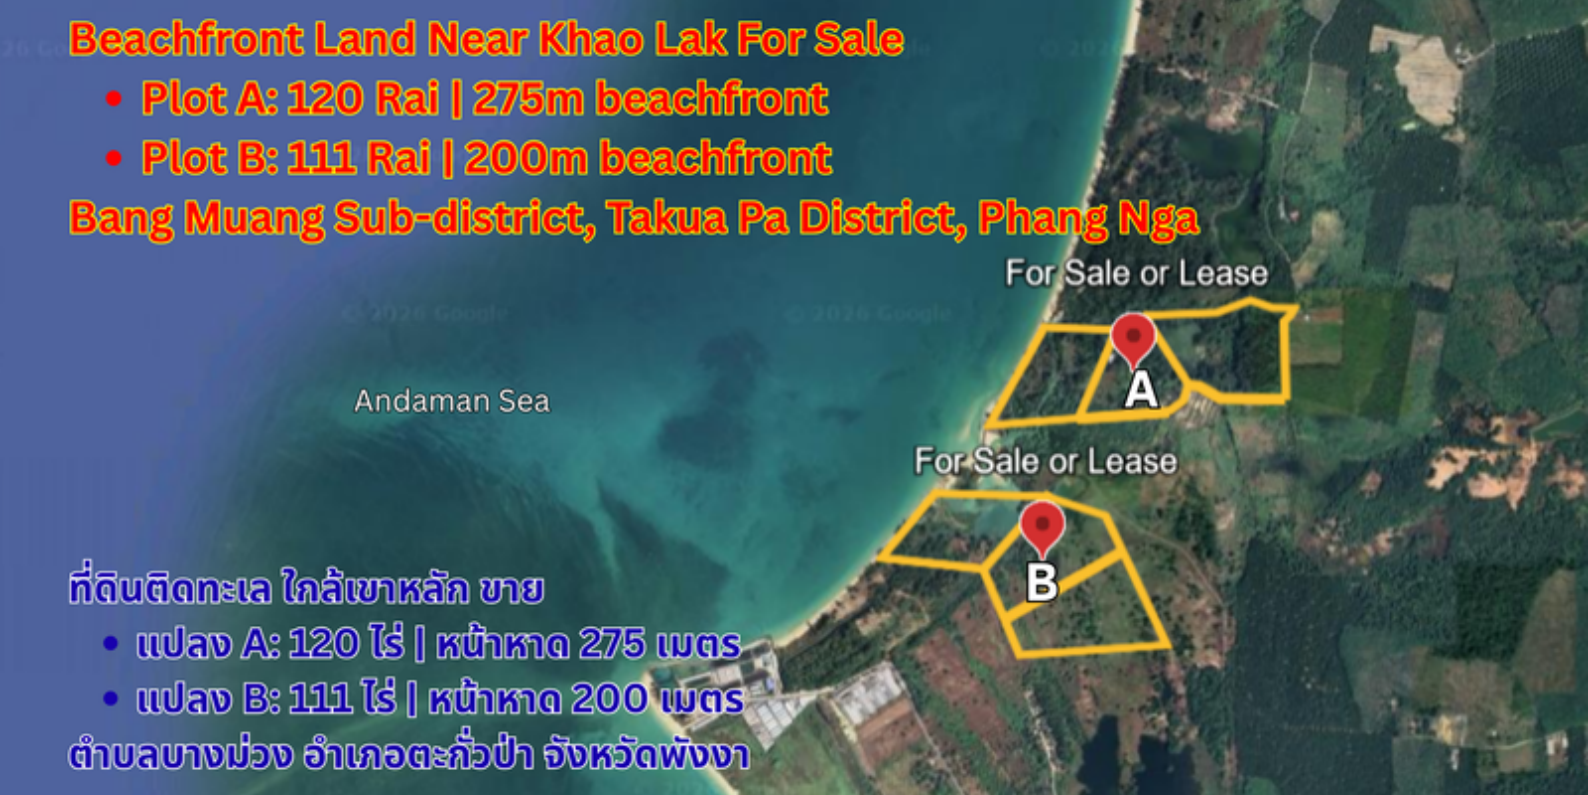 Beachfront Land Near Khao Lak For Sale
• Plot A: 120 Rai | 275m beachfront
• Plot B: 111 Rai | 200m beachfront
Bang Muang Sub-district, Takua Pa District, Phang Nga
For Sale or Lease
A
© 2026 Google
© 2026 Google
Andaman Sea
For Sale or Lease
B
ที่ดินติดทะเล ใกล้เขาหลัก ขาย
• แปลง A: 120 ไร่ | หน้าหาด 275 เมตร
• แปลง B: 111 ไร่ | หน้าหาด 200 เมตร
ตำบลบางม่วง อำเภอตะกั่วป่า จังหวัดพังงา